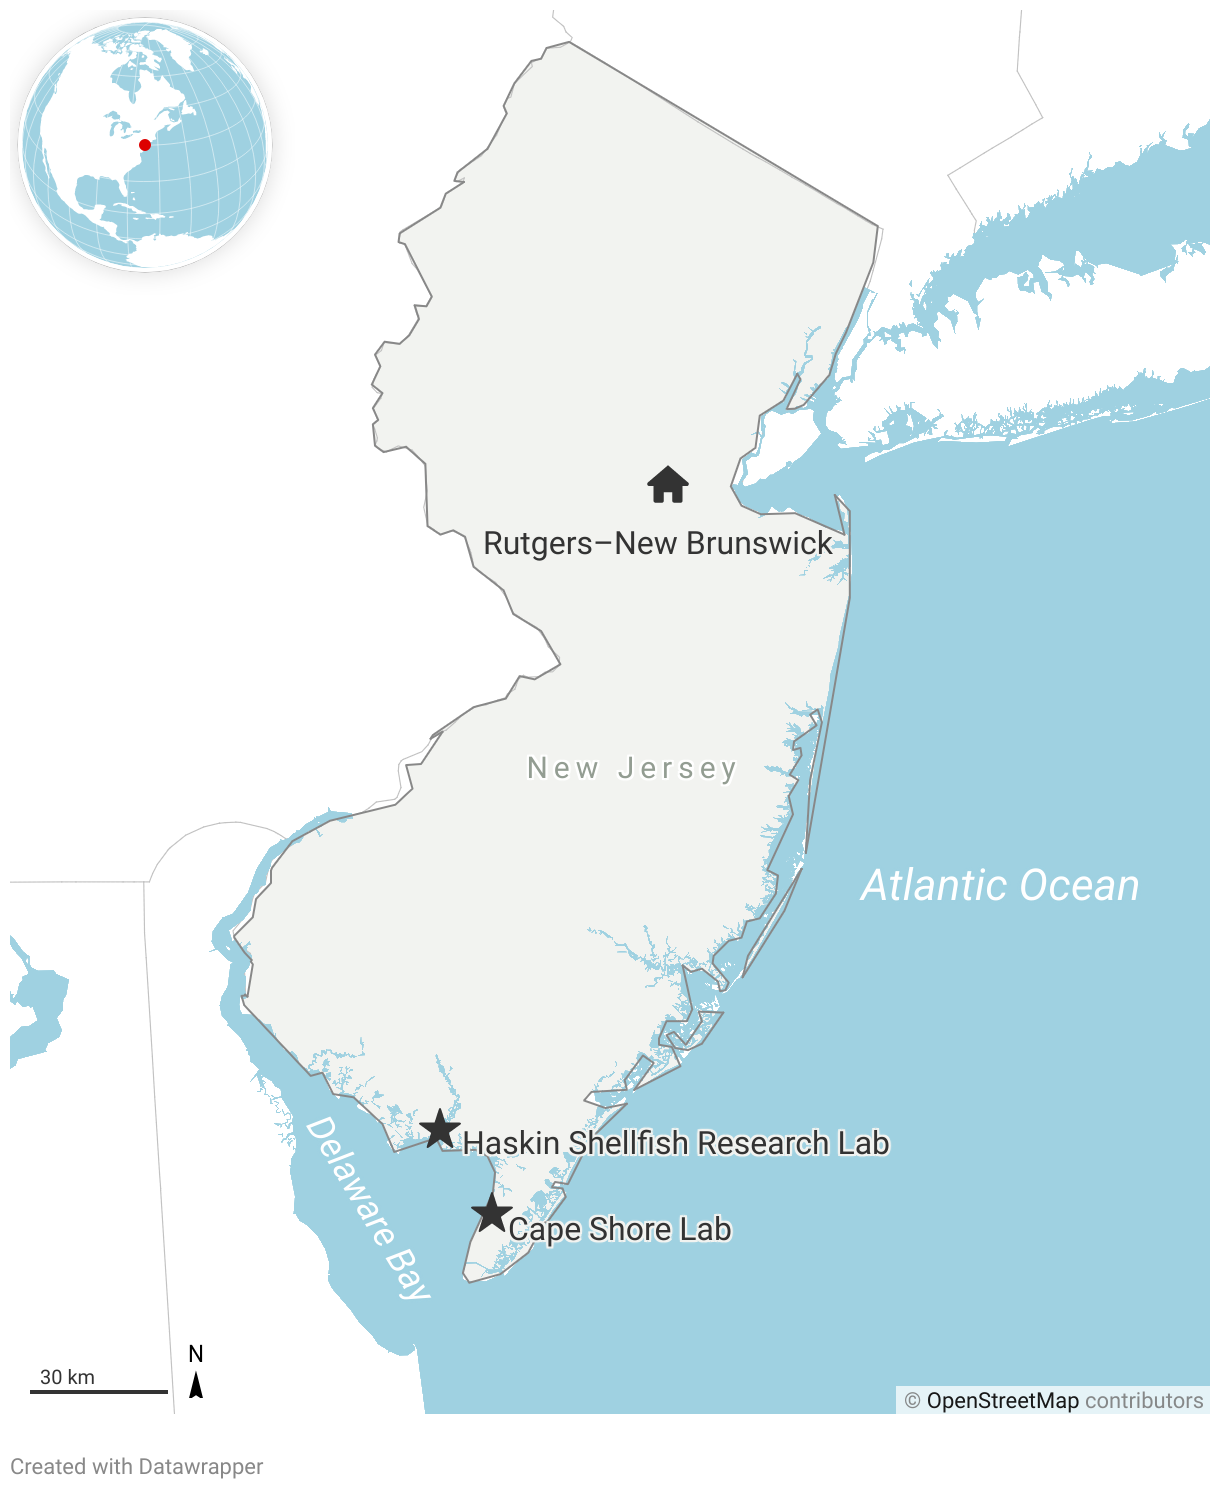 Rutgers–New Brunswick
New Jersey
Atlantic Ocean
Haskin Shellfish Research Lab
Delaware Bay
Cape Shore Lab
N
30 km
© OpenStreetMap contributors
Created with Datawrapper